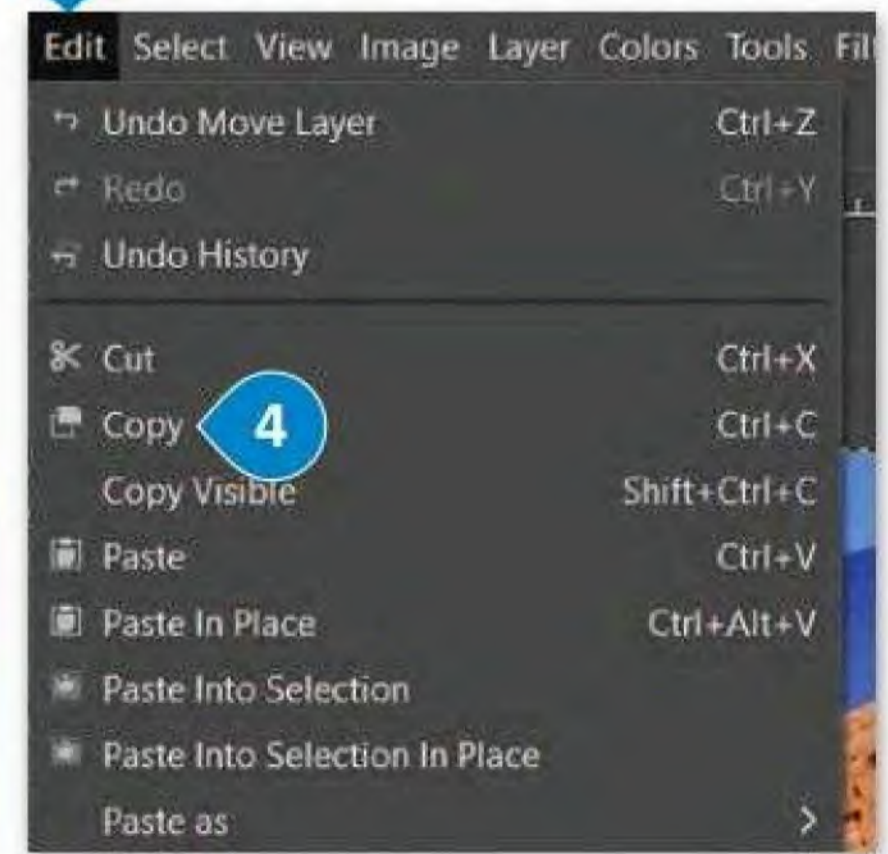 Edit Select View Image Layer Colors Tools Fil
Undo Move Layer Ctrl+Z
Redo Ctrl+Y
Undo History
Cut Ctrl+X
Copy 4 Ctrl+C
Copy Visible Shift+Ctrl+C
Paste Ctrl+V
Paste In Place Ctrl+Alt+V
Paste Into Selection
Paste Into Selection In Place
Paste as >